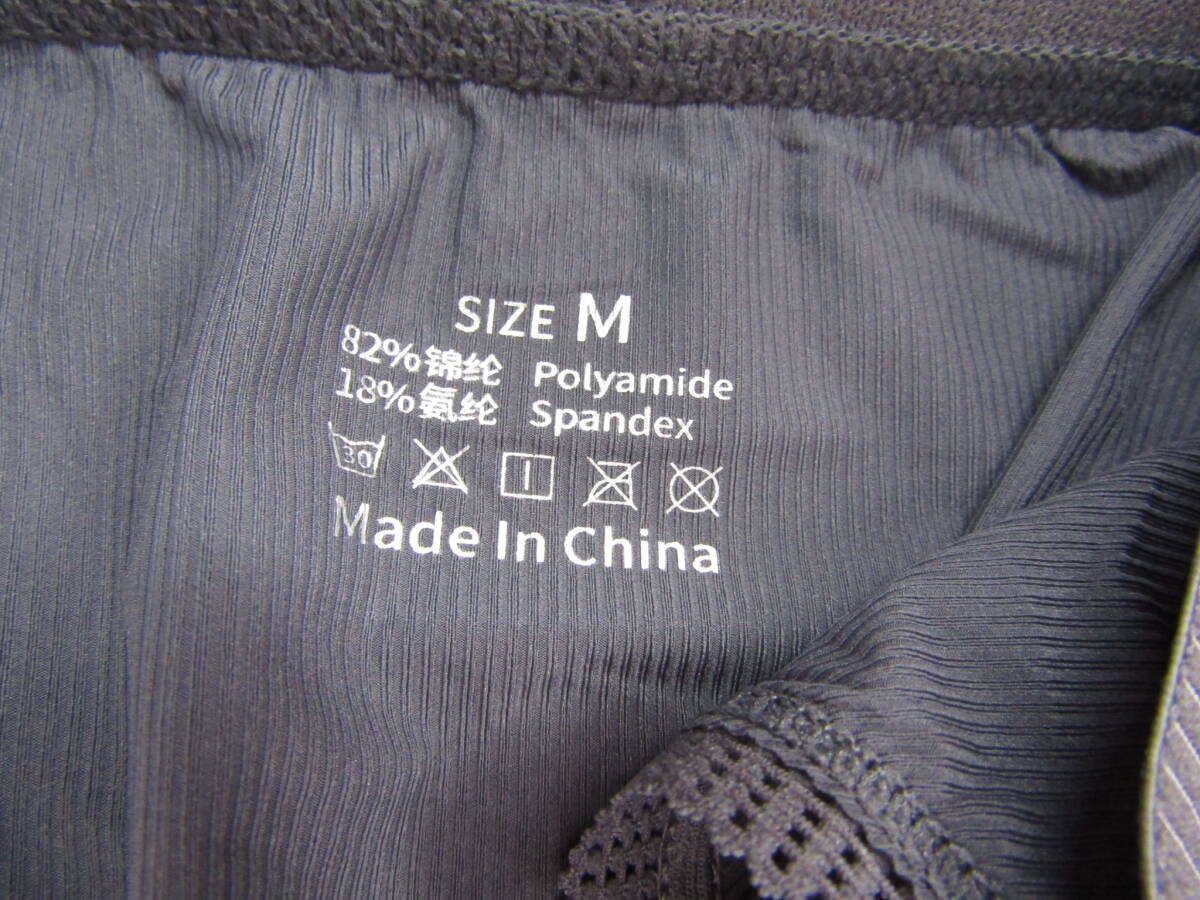 SIZE M
82%锦纶 Polyamide
18%氨纶 Spandex
30
Made In China